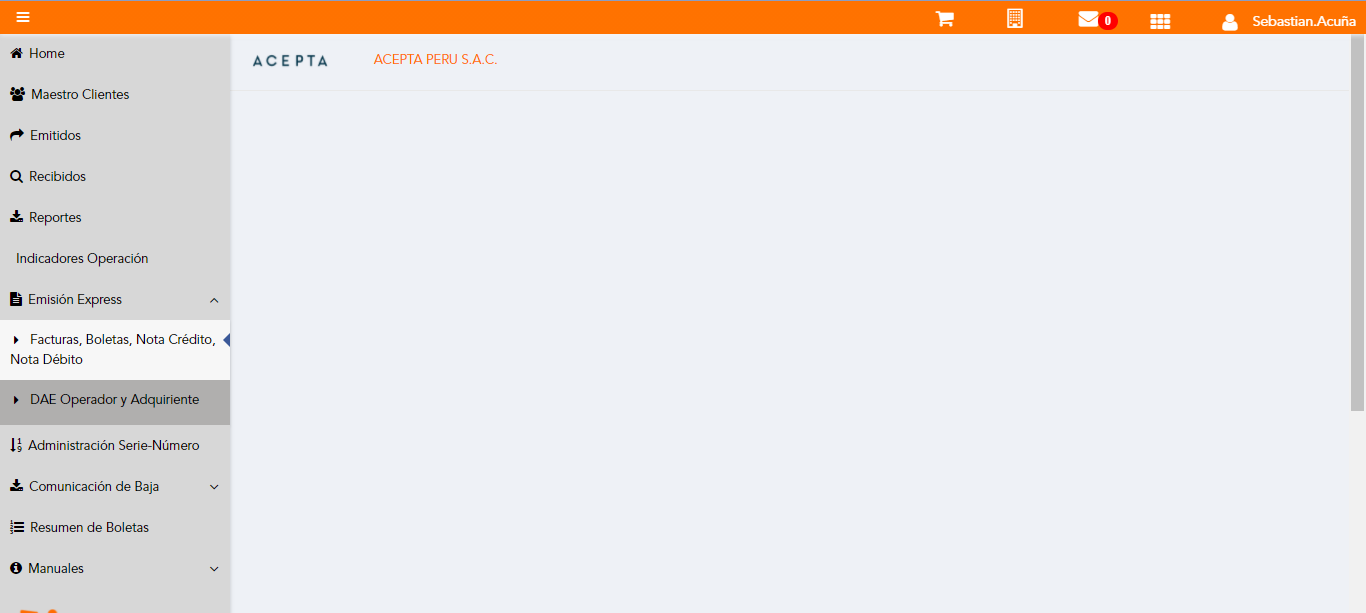 0
Sebastian.Acuña
Home
ACEPTA
ACEPTA PERU S.A.C.
Maestro Clientes
Emitidos
Recibidos
Reportes
Indicadores Operación
Emisión Express
Facturas, Boletas, Nota Crédito,
Nota Débito
DAE Operador y Adquiriente
Administración Serie-Número
Comunicación de Baja
Resumen de Boletas
Manuales